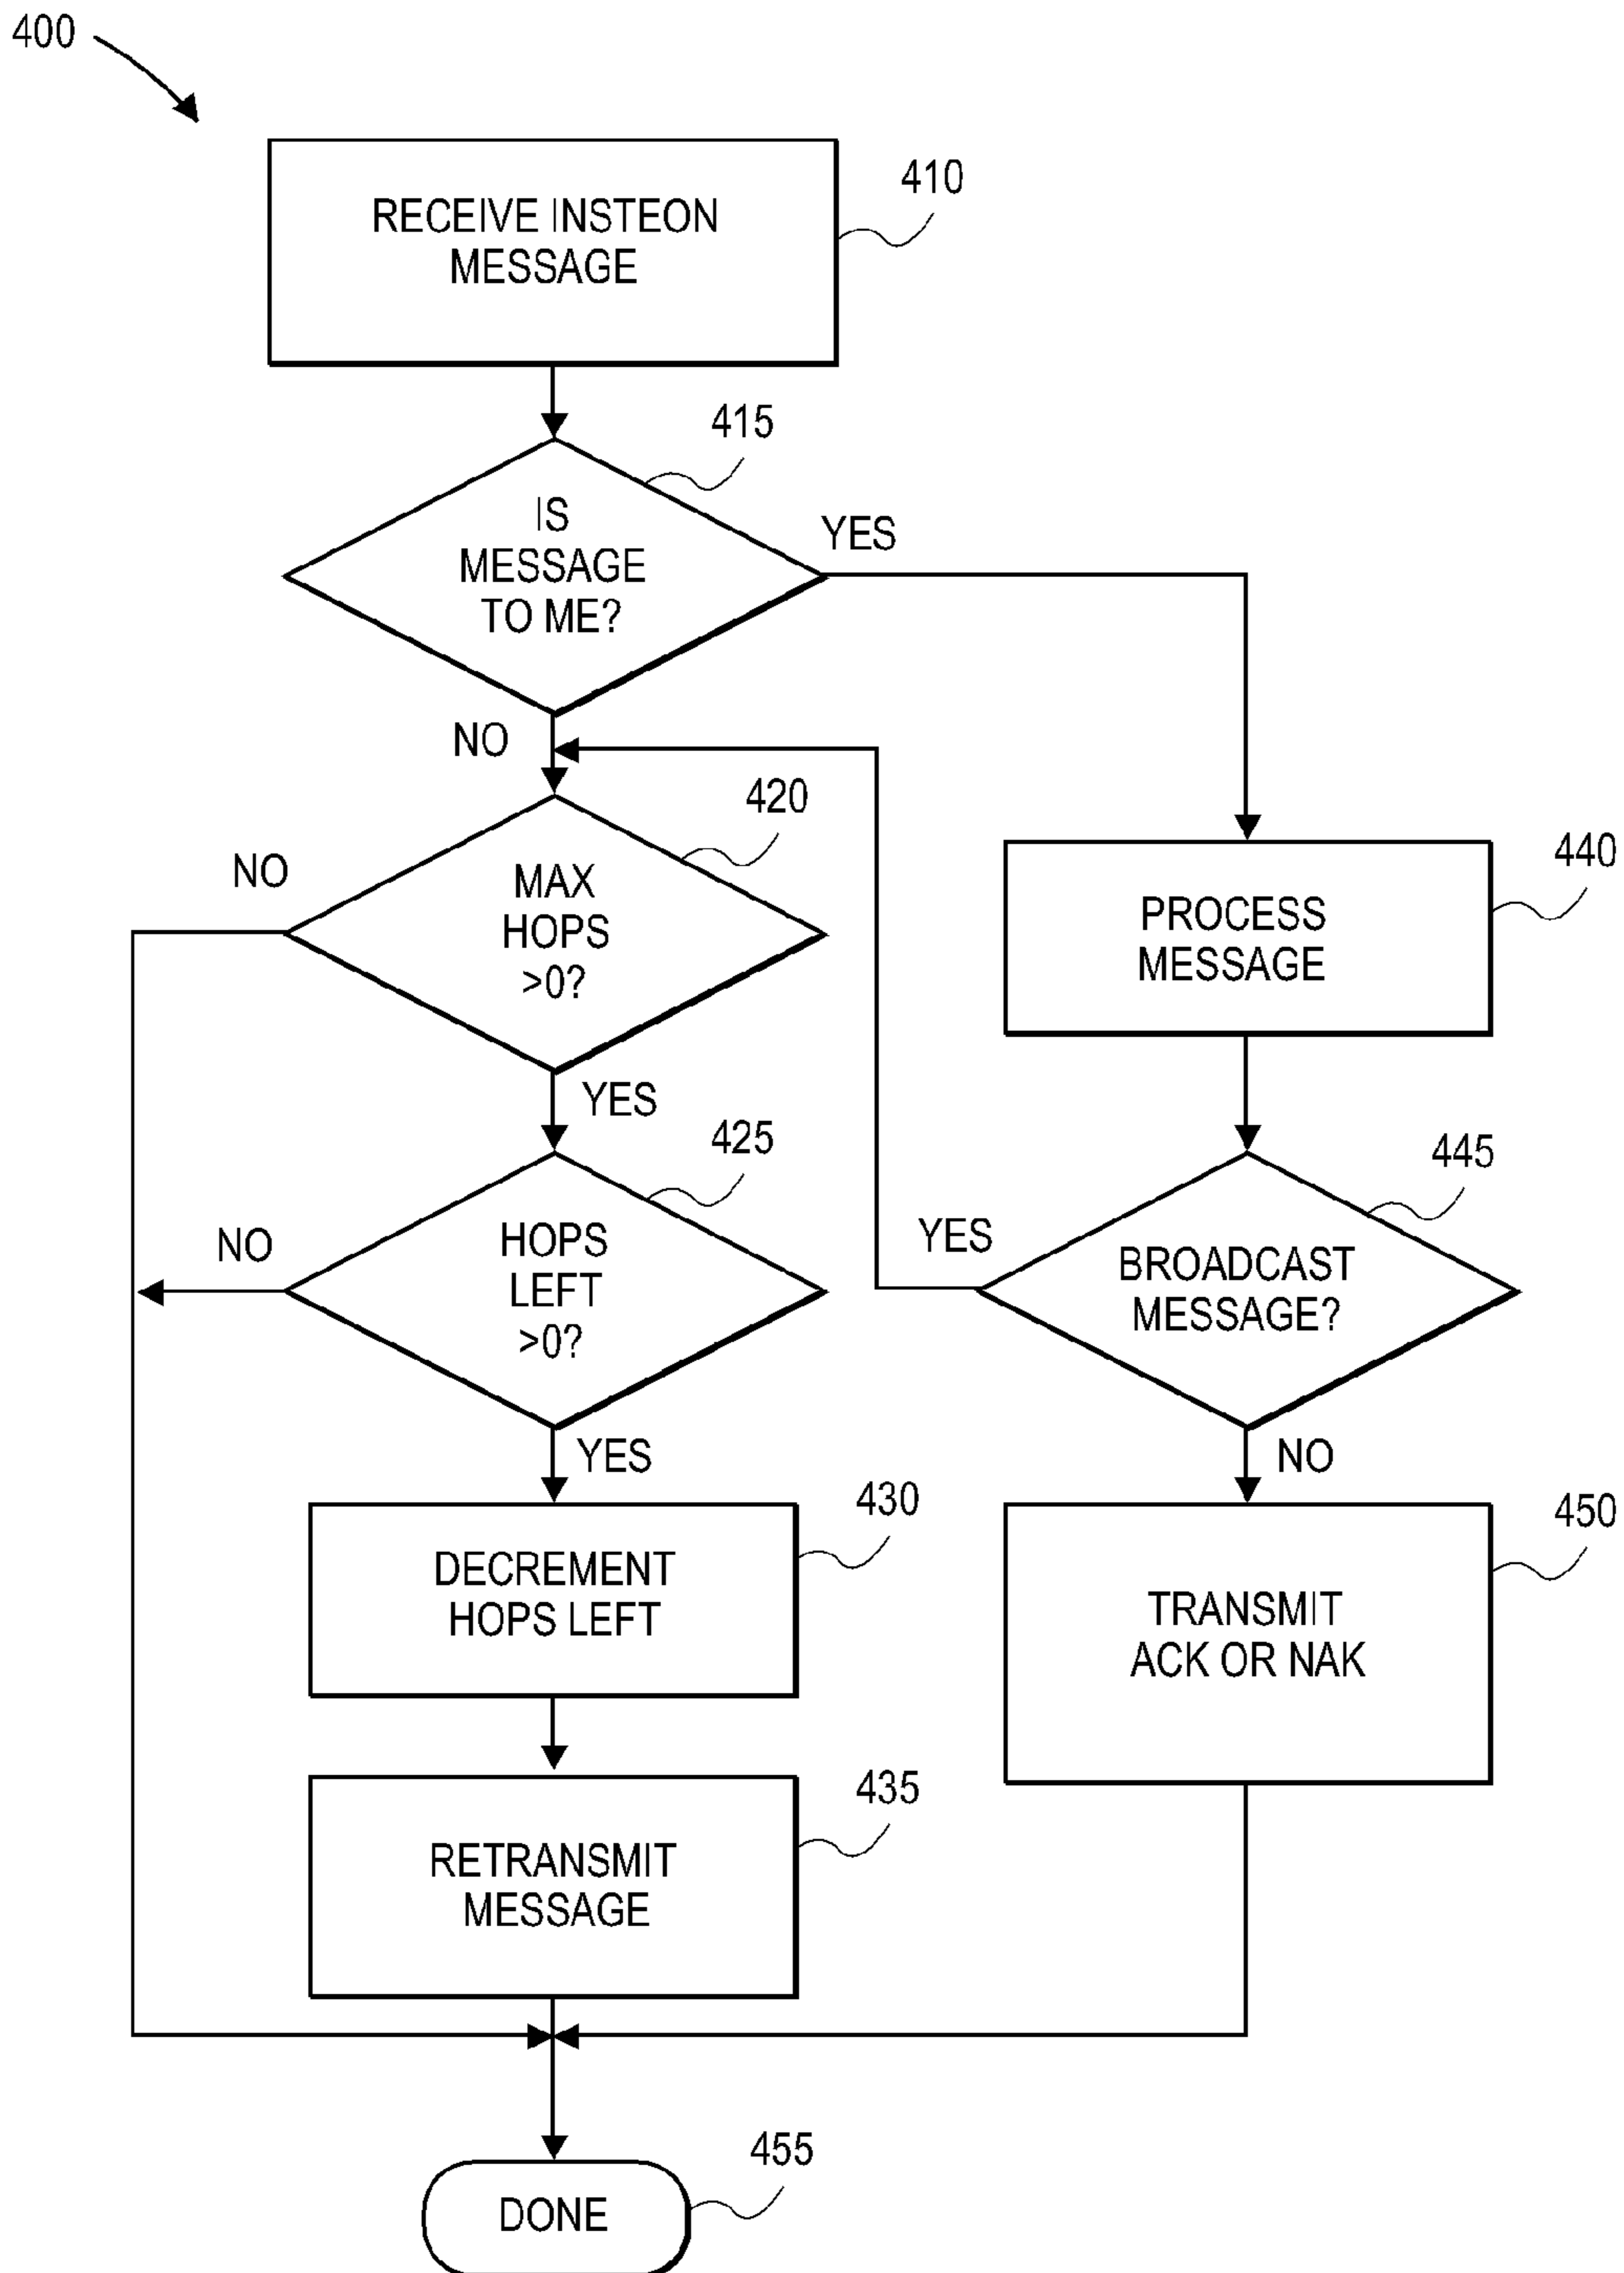 400
RECEIVE INSTEON
MESSAGE
410
IS
MESSAGE
TO ME?
415
YES
NO
MAX
HOPS
>0?
420
NO
YES
PROCESS
MESSAGE
440
HOPS
LEFT
>0?
425
NO
YES
BROADCAST
MESSAGE?
445
YES
NO
DECREMENT
HOPS LEFT
430
TRANSMIT
ACK OR NAK
450
RETRANSMIT
MESSAGE
435
DONE
455